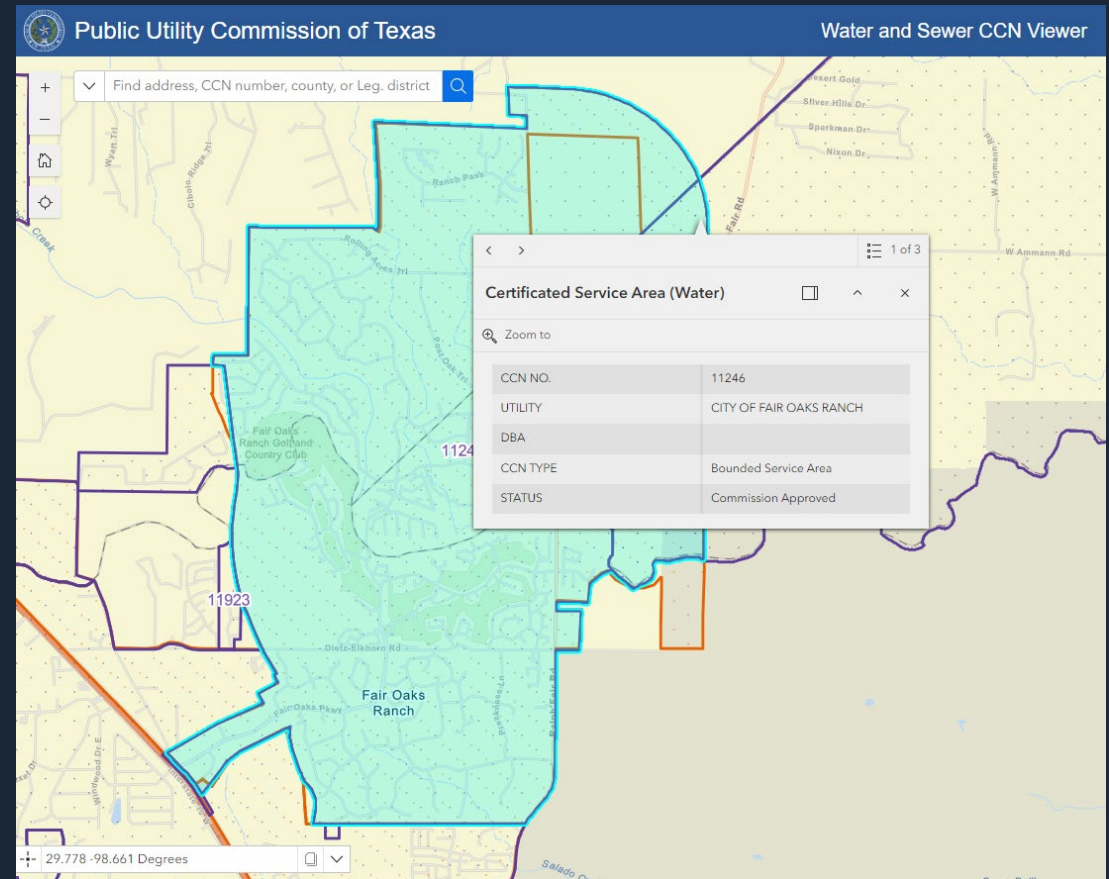 Public Utility Commission of Texas
Water and Sewer CCN Viewer
Find address, CCN number, county, or Leg. district
Desert Gold
Silver Hills Dr
Sparkman Dr
Nixon Dr
W Ammann Rd
Wyatt Trl
Cibolo Ridge Trl
Ranch Pass
Fair Rd
Creek
Rolling Acres Trl
W Ammann Rd
1 of 3
Certificated Service Area (Water)
Zoom to
CCN NO. 11246
UTILITY CITY OF FAIR OAKS RANCH
DBA
CCN TYPE Bounded Service Area
STATUS Commission Approved
Post Oak Trl
Fair Oaks
Ranch Golf and
Country Club
1124
11923
Dietz-Elkhorn Rd
Fair Oaks
Ranch
Fair Oaks Pkwy
Ralph Fair Rd
Windwood Dr E
29.778 -98.661 Degrees
Salado C